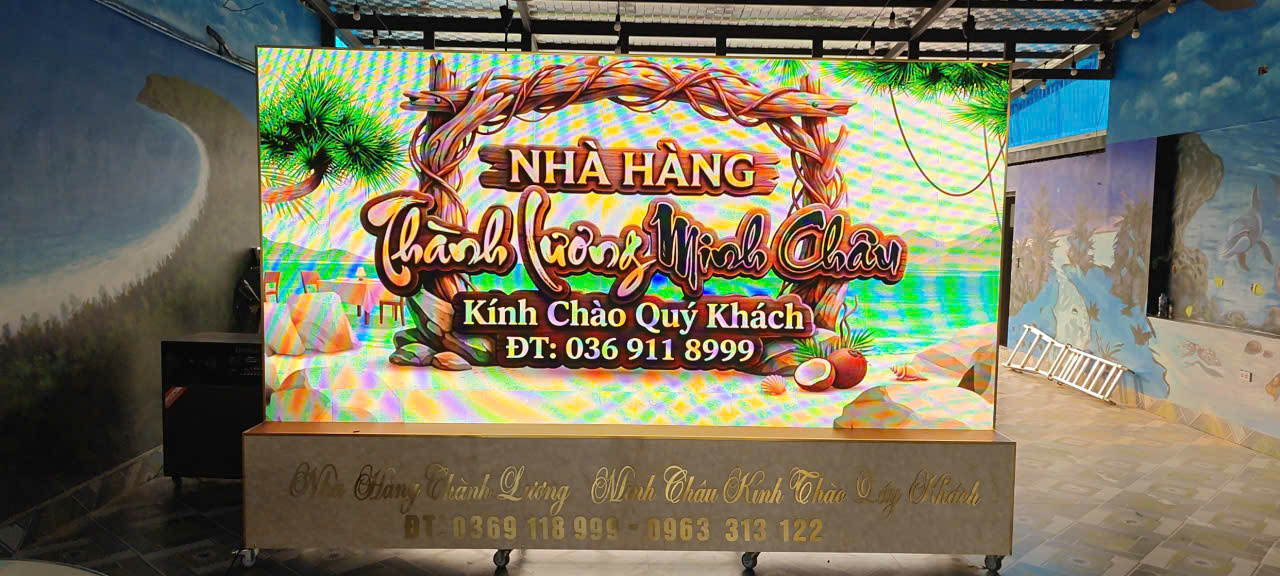 NHÀ HÀNG
Thành Lương Minh Châu
Kính Chào Quý Khách
ĐT: 036 911 8999
Nhà Hàng Thành Lương Minh Châu Kính Chào Qúy Khách
ĐT: 0369 118 999 - 0963 313 122